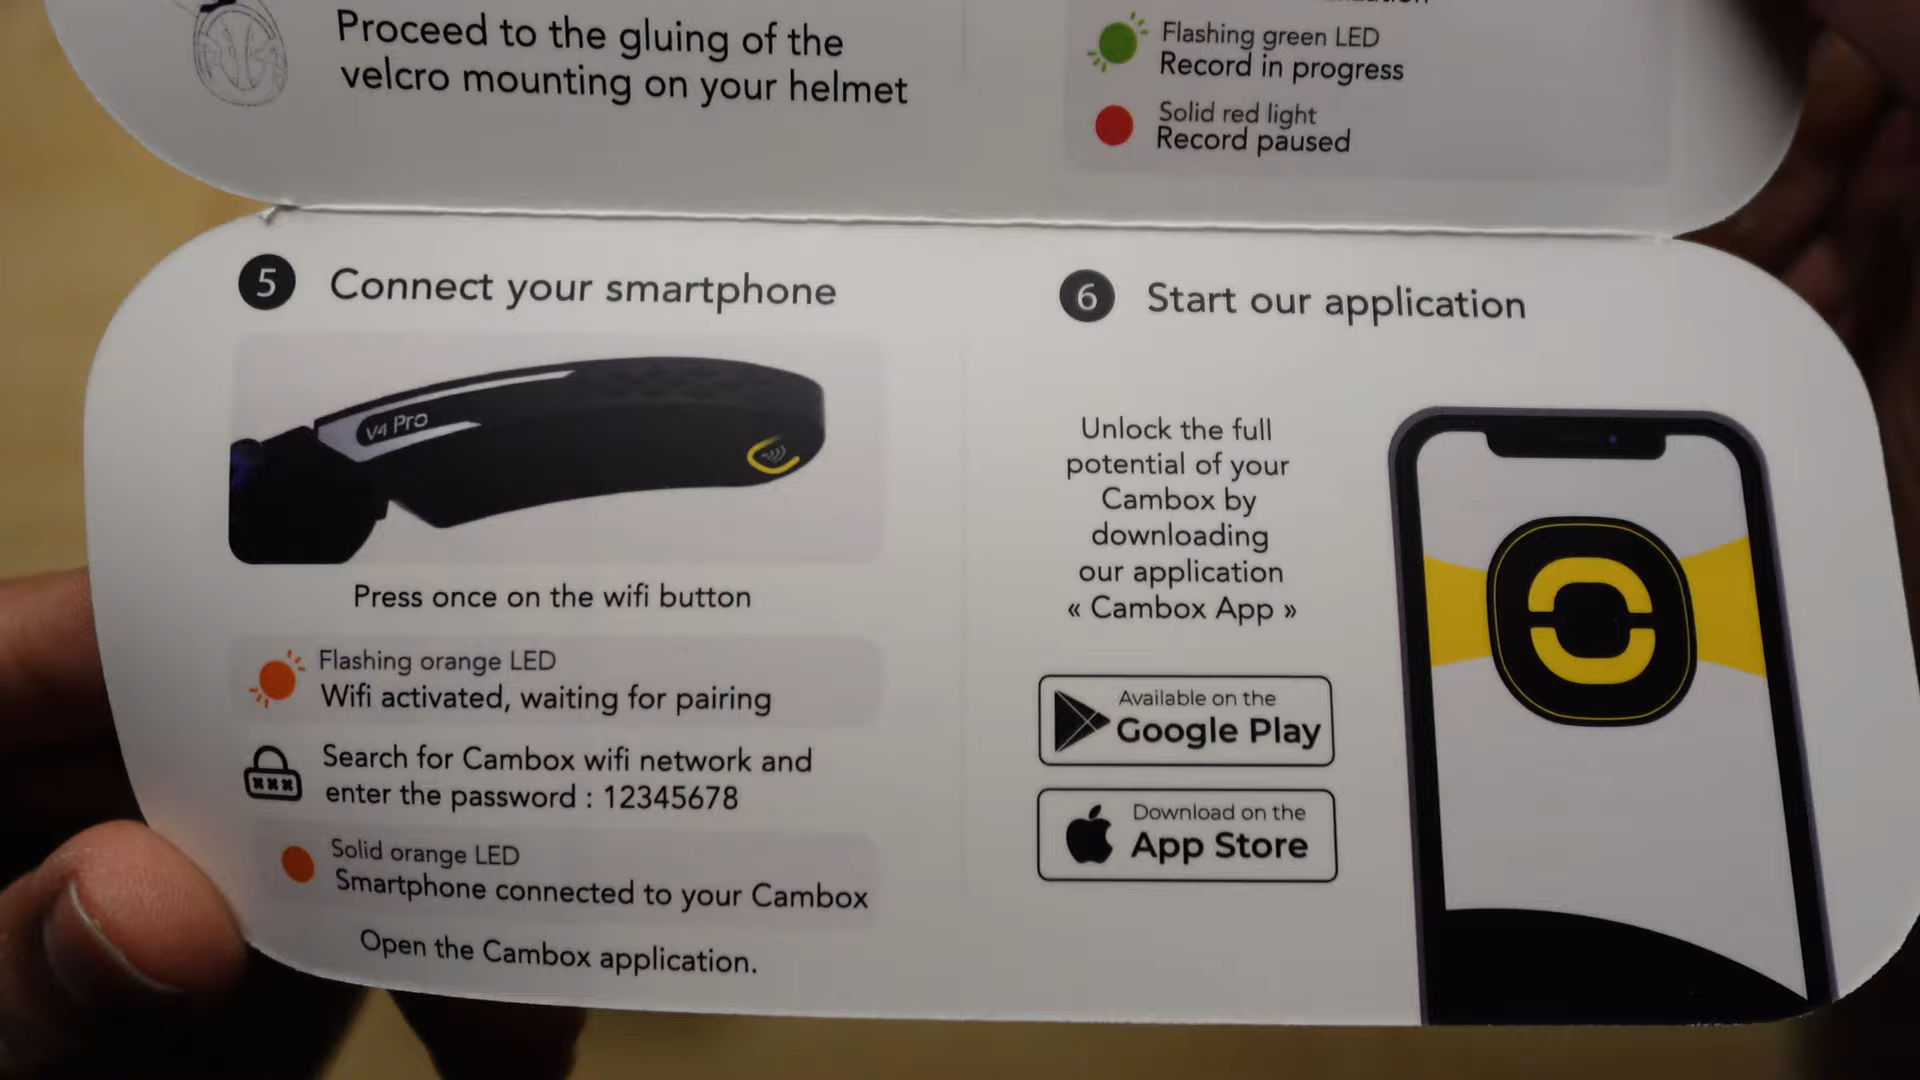 Proceed to the gluing of the
velcro mounting on your helmet
Flashing green LED
Record in progress
Solid red light
Record paused
5 Connect your smartphone
V4 Pro
Press once on the wifi button
Flashing orange LED
Wifi activated, waiting for pairing
Search for Cambox wifi network and
enter the password : 12345678
Solid orange LED
Smartphone connected to your Cambox
Open the Cambox application.
6 Start our application
Unlock the full
potential of your
Cambox by
downloading
our application
« Cambox App »
Available on the
Google Play
Download on the
App Store